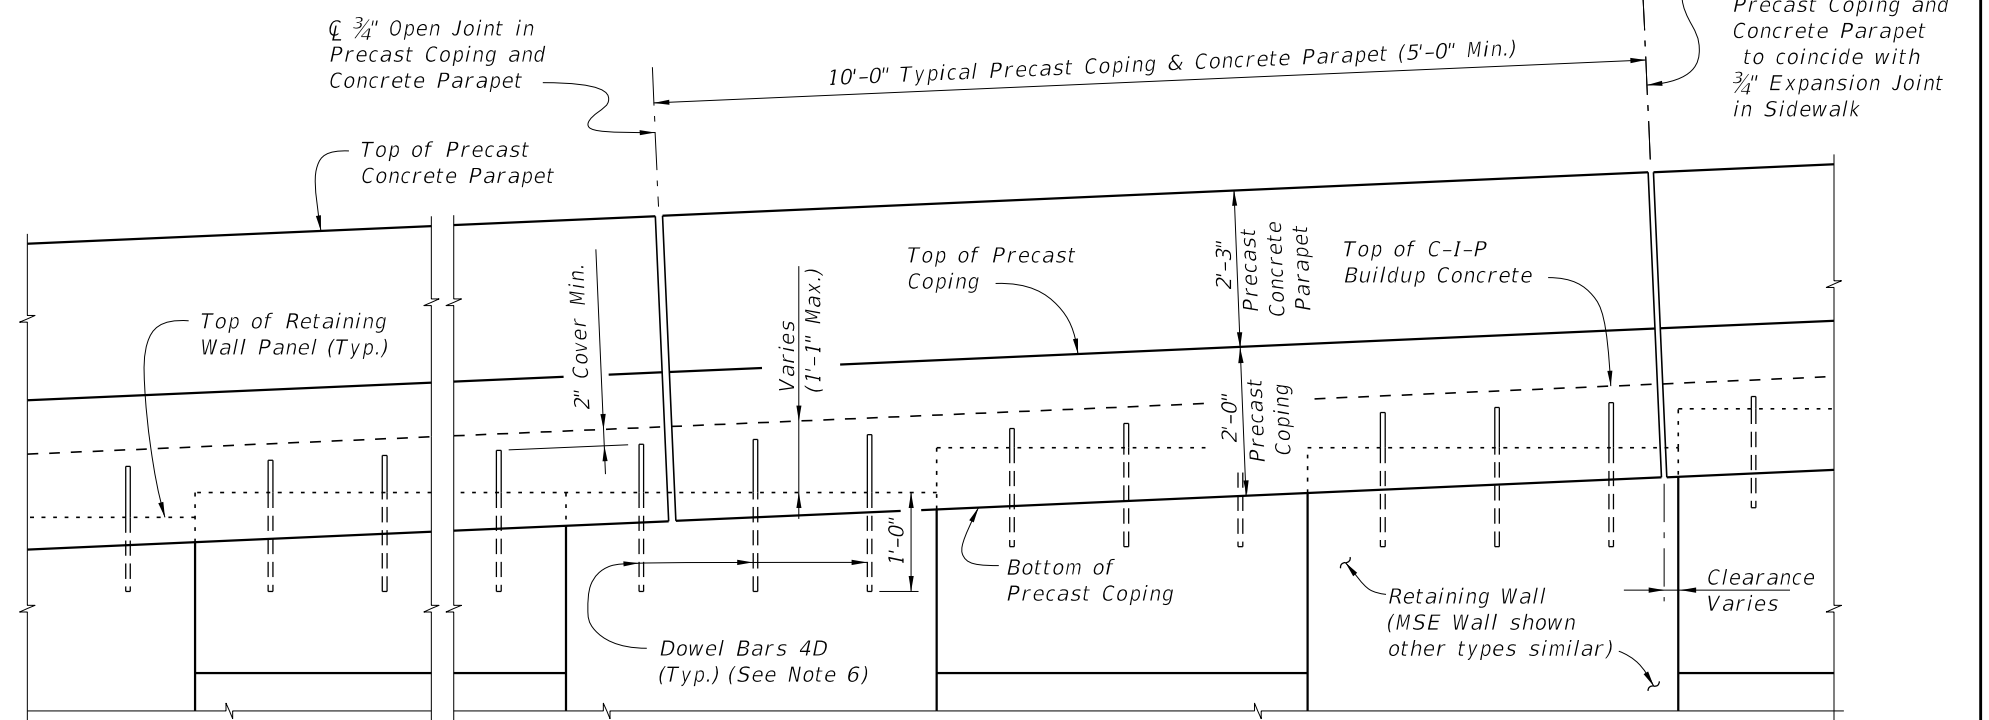 ℄ ¾" Open Joint in
Precast Coping and
Concrete Parapet
10'-0" Typical Precast Coping & Concrete Parapet (5'-0" Min.)
Precast Coping and
Concrete Parapet
to coincide with
¾" Expansion Joint
in Sidewalk
Top of Precast
Concrete Parapet
Top of Retaining
Wall Panel (Typ.)
2" Cover Min.
Varies
(1'-1" Max.)
Top of Precast
Coping
2'-3"
Precast
Concrete
Parapet
Top of C-I-P
Buildup Concrete
2'-0"
Precast
Coping
1'-0"
Bottom of
Precast Coping
Dowel Bars 4D
(Typ.) (See Note 6)
Retaining Wall
(MSE Wall shown
other types similar)
Clearance
Varies